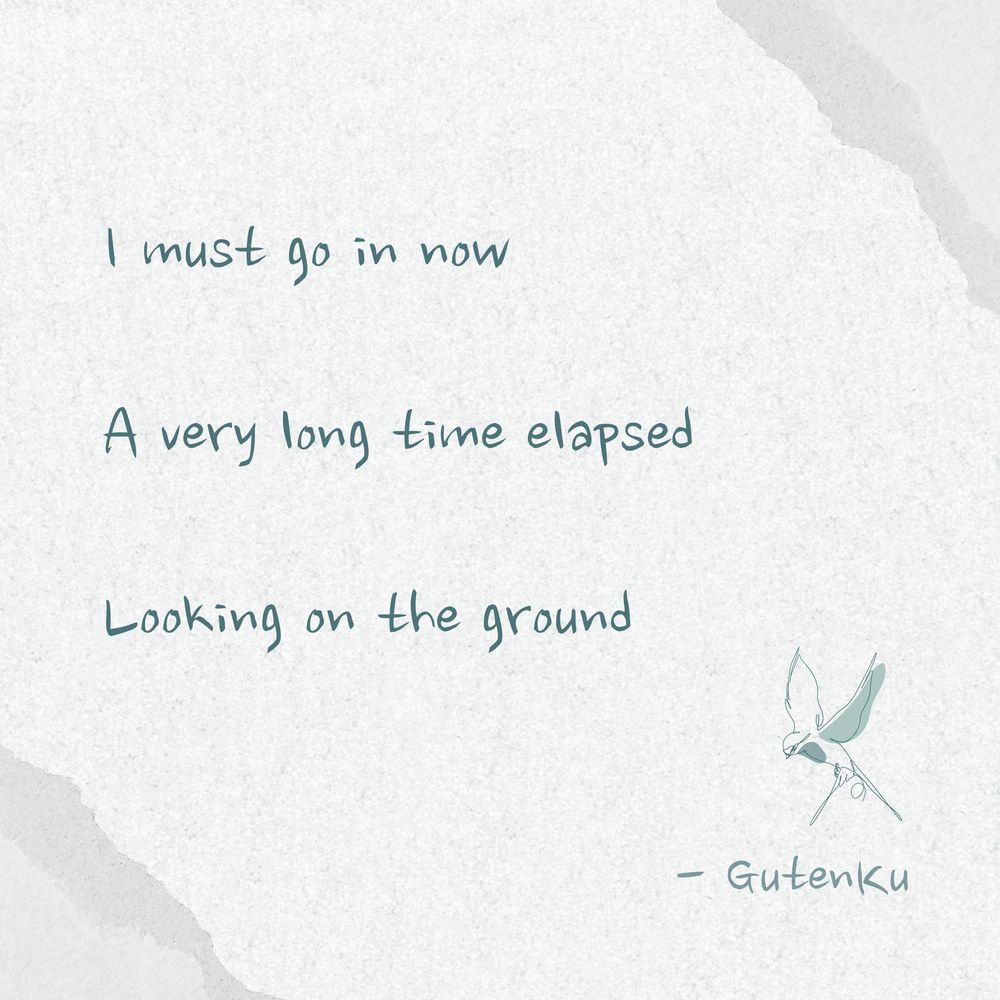 I must go in now
A very long time elapsed
Looking on the ground
- GutenKu